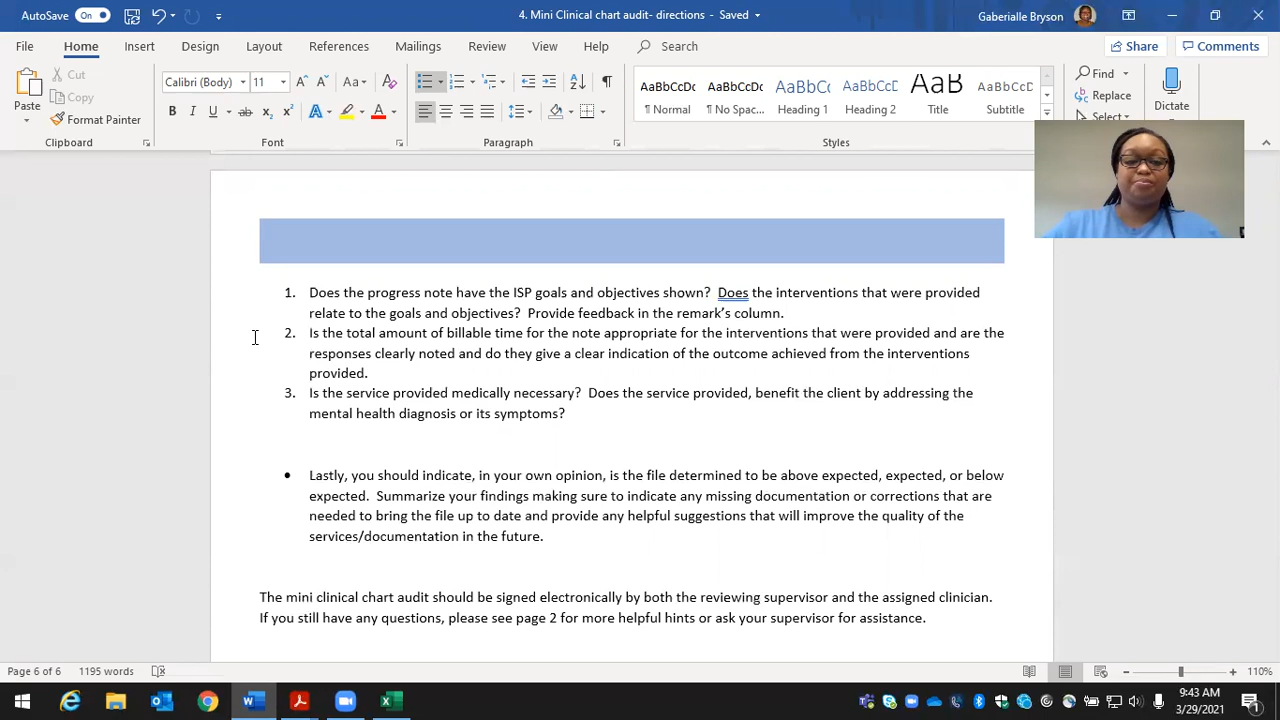 AutoSave On 4. Mini Clinical chart audit- directions - Saved Gaberialle Bryson
File Home Insert Design Layout References Mailings Review View Help Search Share Comments
Paste Cut Copy Format Painter
Calibri (Body) 11 Aa A A
B I U ab x₂ x² A A
AaBbCcDd AaBbCcDd AaBbCc AaBbCcD AaB AaBbCcDd
¶ Normal ¶ No Spac... Heading 1 Heading 2 Title Subtitle
Find Replace Select Dictate
Clipboard Font Paragraph Styles
1. Does the progress note have the ISP goals and objectives shown? Does the interventions that were provided
relate to the goals and objectives? Provide feedback in the remark's column.
2. Is the total amount of billable time for the note appropriate for the interventions that were provided and are the
responses clearly noted and do they give a clear indication of the outcome achieved from the interventions
provided.
3. Is the service provided medically necessary? Does the service provided, benefit the client by addressing the
mental health diagnosis or its symptoms?
• Lastly, you should indicate, in your own opinion, is the file determined to be above expected, expected, or below
expected. Summarize your findings making sure to indicate any missing documentation or corrections that are
needed to bring the file up to date and provide any helpful suggestions that will improve the quality of the
services/documentation in the future.
The mini clinical chart audit should be signed electronically by both the reviewing supervisor and the assigned clinician.
If you still have any questions, please see page 2 for more helpful hints or ask your supervisor for assistance.
Page 6 of 6 1195 words 110%
9:43 AM
3/29/2021